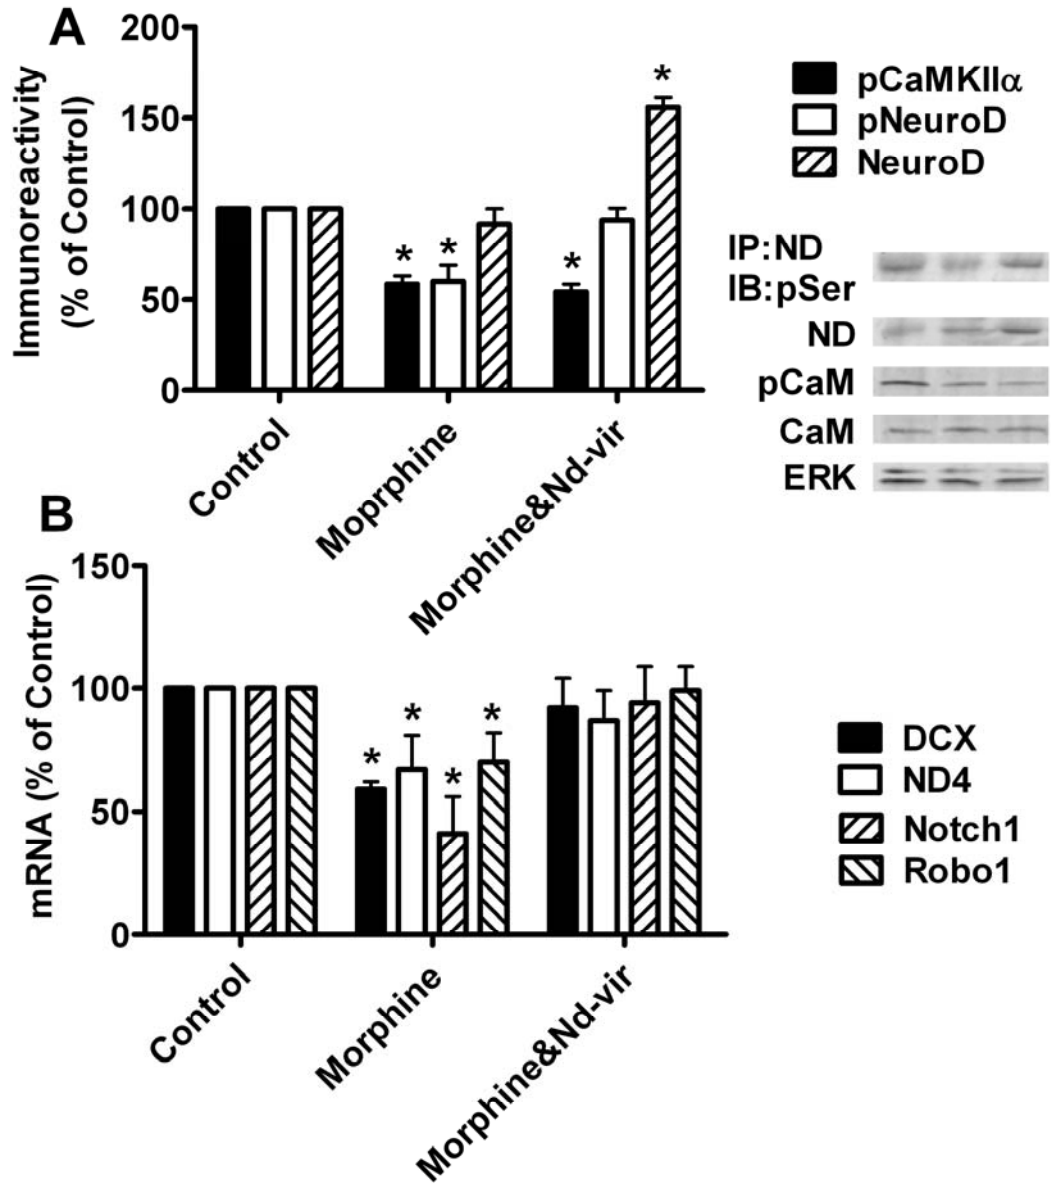 A
200
150
100
50
0
Immunoreactivity
(% of Control)
*
*
*
*
Control
Moprphine
Morphine&Nd-vir
pCaMKIIα
pNeuroD
NeuroD
IP:ND
IB:pSer
ND
pCaM
CaM
ERK
B
150
100
50
0
mRNA (% of Control)
*
*
*
*
Control
Morphine
Morphine&Nd-vir
DCX
ND4
Notch1
Robo1